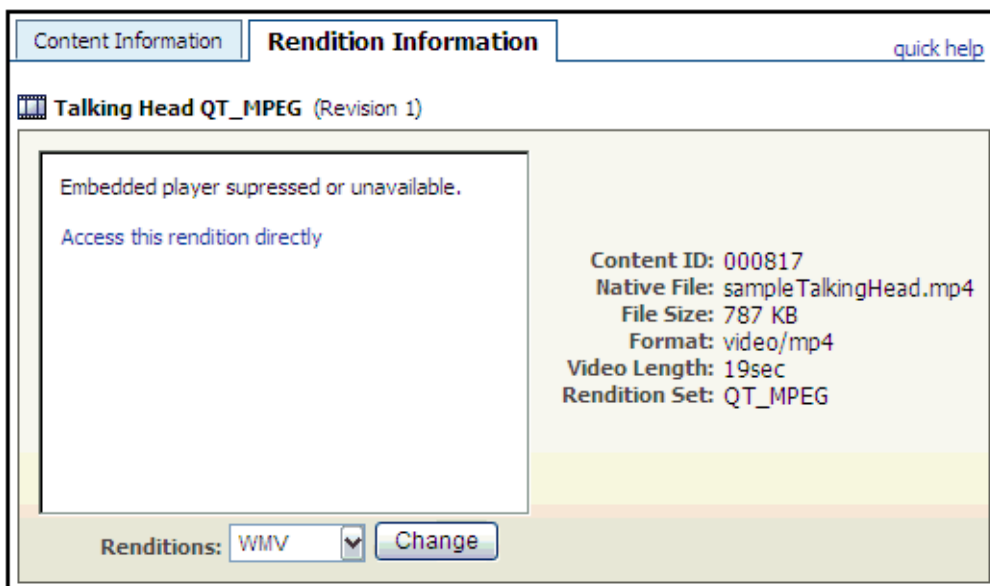 Content Information
Rendition Information
quick help
Talking Head QT_MPEG (Revision 1)
Embedded player supressed or unavailable.
Access this rendition directly
Content ID: 000817
Native File: sampleTalkingHead.mp4
File Size: 787 KB
Format: video/mp4
Video Length: 19sec
Rendition Set: QT_MPEG
Renditions: WMV Change